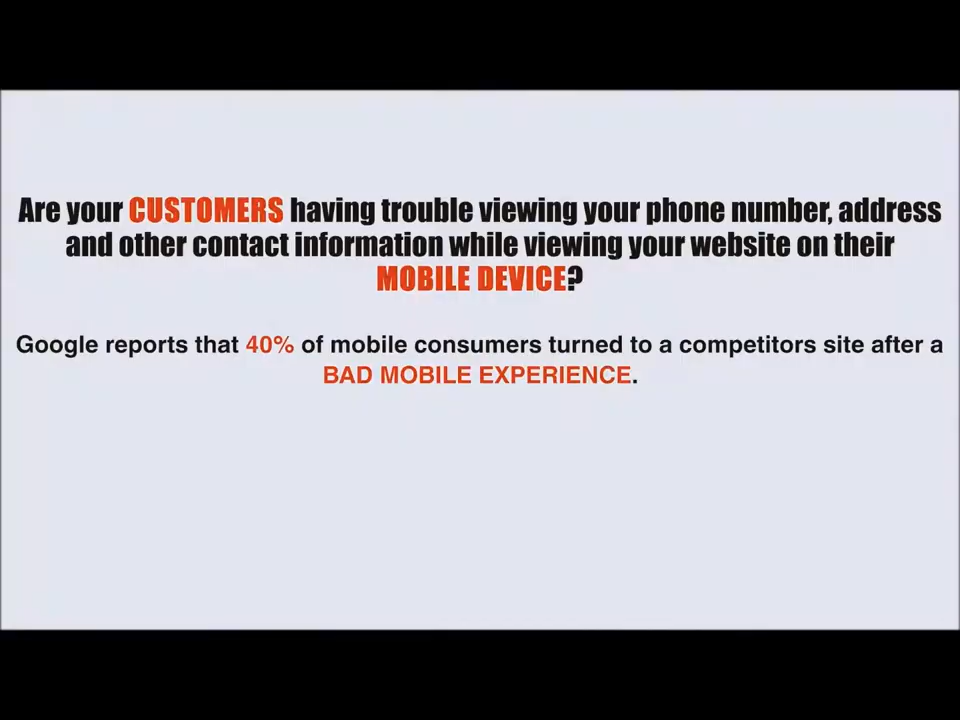 Are your CUSTOMERS having trouble viewing your phone number, address
and other contact information while viewing your website on their
MOBILE DEVICE?
Google reports that 40% of mobile consumers turned to a competitors site after a
BAD MOBILE EXPERIENCE.